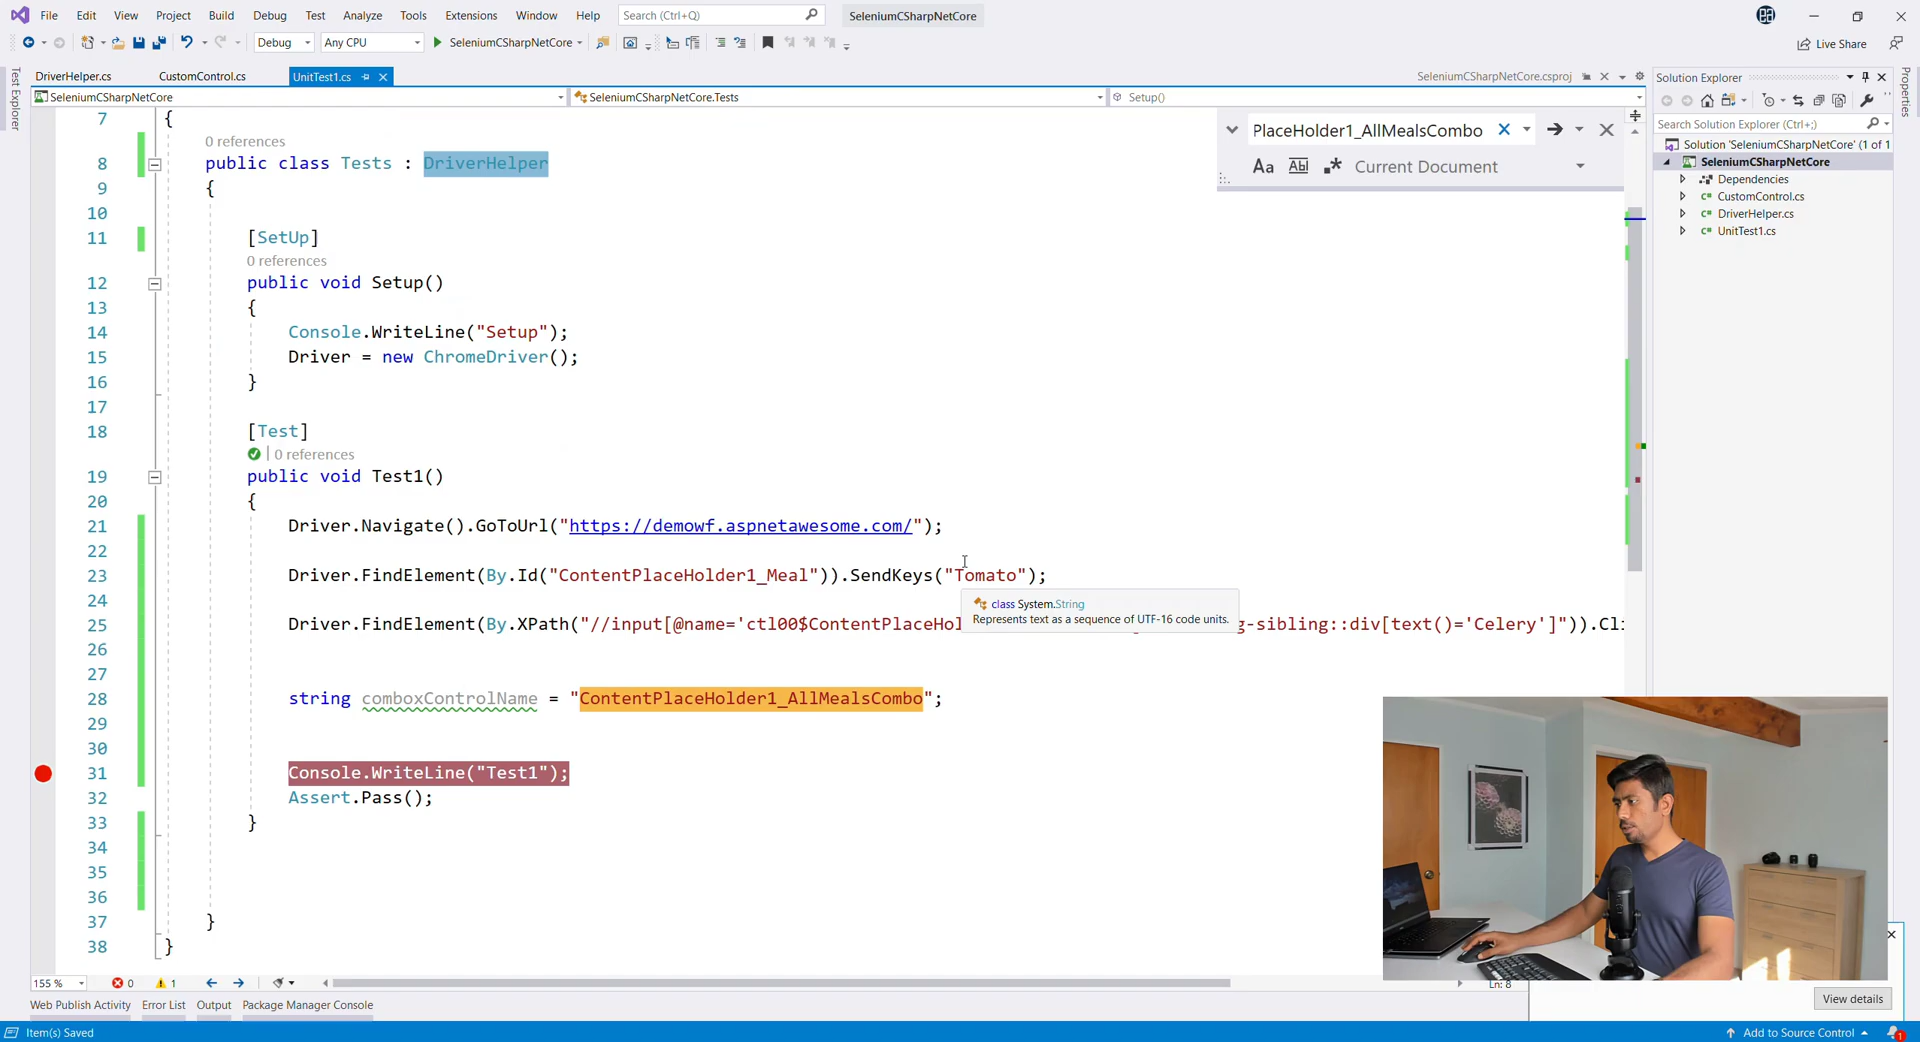 File Edit View Project Build Debug Test Analyze Tools Extensions Window Help Search (Ctrl+Q) SeleniumCSharpNetCore
Debug Any CPU SeleniumCSharpNetCore Live Share
Test Explorer
DriverHelper.cs CustomControl.cs UnitTest1.cs SeleniumCSharpNetCore.csproj
SeleniumCSharpNetCore SeleniumCSharpNetCore.Tests Setup()
PlaceHolder1_AllMealsCombo
Aa Abl Current Document
7 {
0 references
8 public class Tests : DriverHelper
9 {
10
11 [SetUp]
0 references
12 public void Setup()
13 {
14 Console.WriteLine("Setup");
15 Driver = new ChromeDriver();
16 }
17
18 [Test]
0 references
19 public void Test1()
20 {
21 Driver.Navigate().GoToUrl("https://demowf.aspnetawesome.com/");
22
23 Driver.FindElement(By.Id("ContentPlaceHolder1_Meal")).SendKeys("Tomato");
24
class System.String
Represents text as a sequence of UTF-16 code units.
25 Driver.FindElement(By.XPath("//input[@name='ctl00$ContentPlaceHol g-sibling::div[text()='Celery']")).Cli
26
27
28 string comboxControlName = "ContentPlaceHolder1_AllMealsCombo";
29
30
31 Console.WriteLine("Test1");
32 Assert.Pass();
33 }
34
35
36
37 }
38 }
155 % 0 1 Ln: 8
Web Publish Activity Error List Output Package Manager Console
Item(s) Saved Add to Source Control 1
Solution Explorer
Search Solution Explorer (Ctrl+;)
Solution 'SeleniumCSharpNetCore' (1 of 1
SeleniumCSharpNetCore
Dependencies
C# CustomControl.cs
C# DriverHelper.cs
C# UnitTest1.cs
Properties
View details